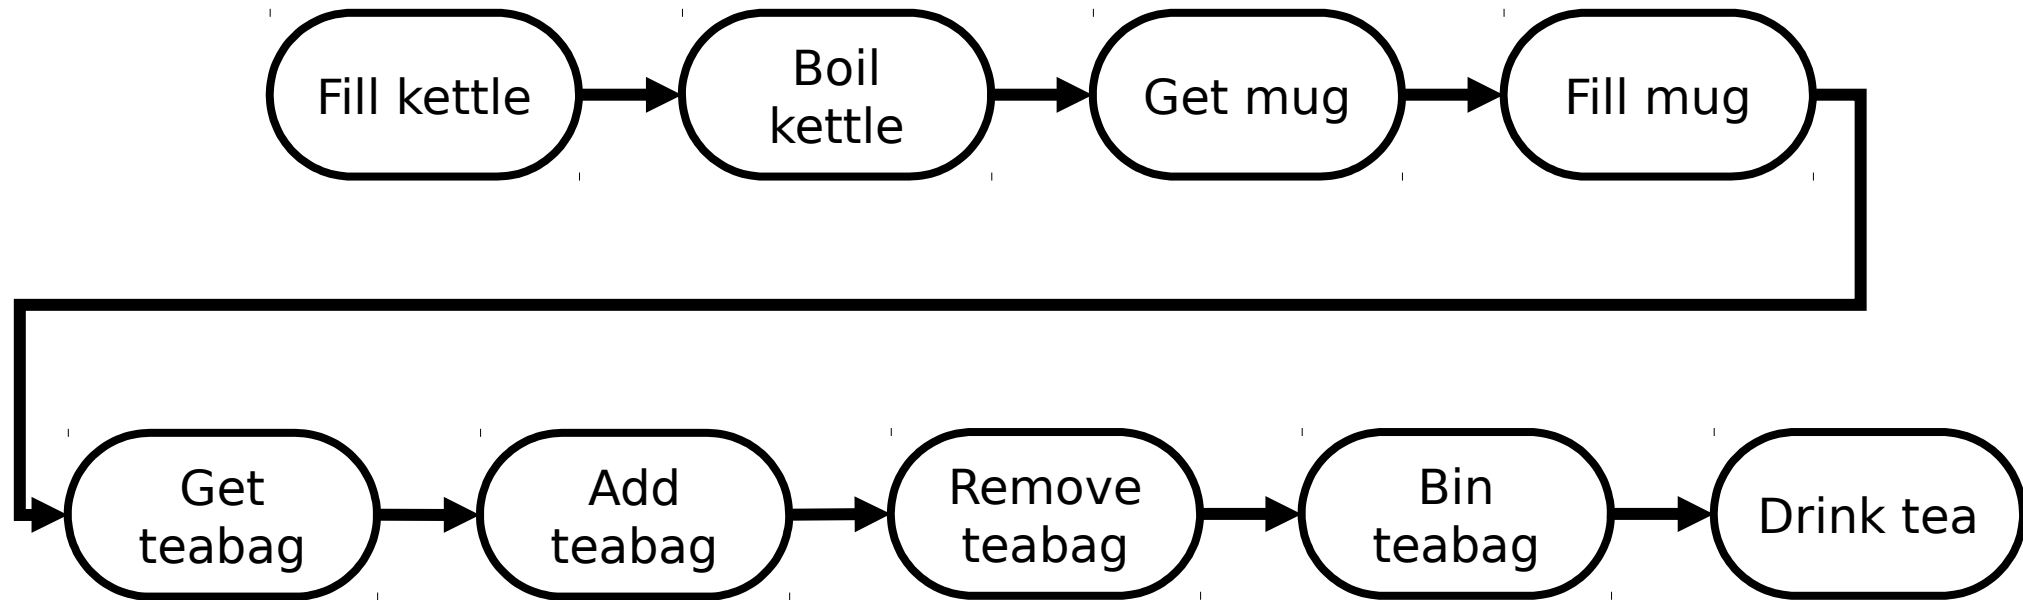 Fill kettle
Boil
kettle
Get mug
Fill mug
Get
teabag
Add
teabag
Remove
teabag
Bin
teabag
Drink tea